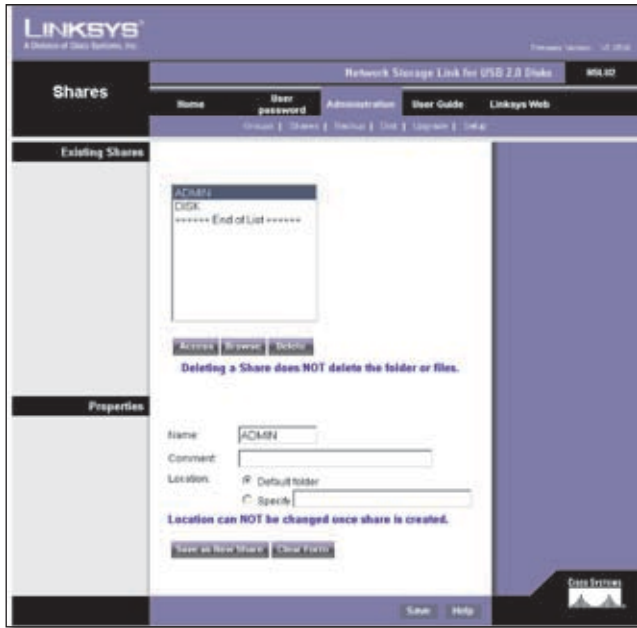 LINKSYS®
A Division of Cisco Systems, Inc.
Firmware Version:
Network Storage Link for USB 2.0 Disks
NSLU2
Shares
Home
User password
Administration
User Guide
Linksys Web
Groups | Shares | Backup | Disk | Upgrade | Setup
Existing Shares
ADMIN
DISK
====== End of List ======
Access
Browse
Delete
Deleting a Share does NOT delete the folder or files.
Properties
Name:
ADMIN
Comment:
Location:
Default folder
Specify
Location can NOT be changed once share is created.
Save as New Share
Clear Form
Save
Help
CISCO SYSTEMS